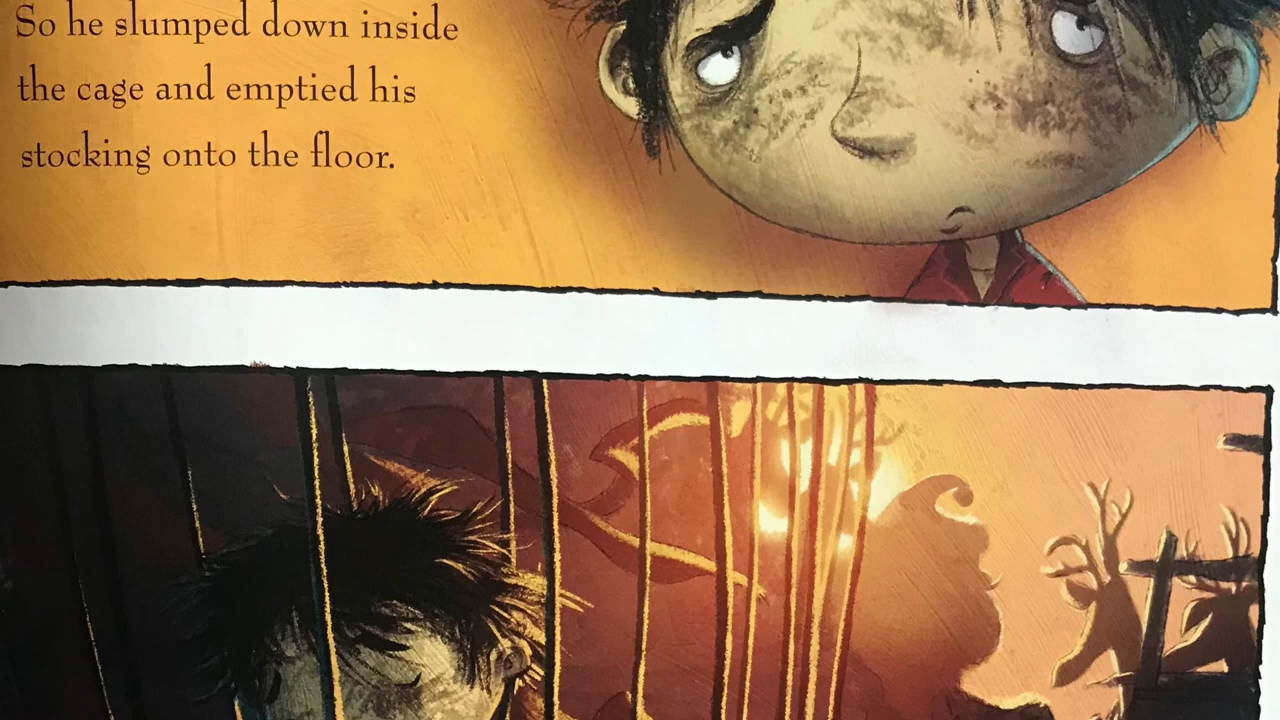 So he slumped down inside
the cage and emptied his
stocking onto the floor.